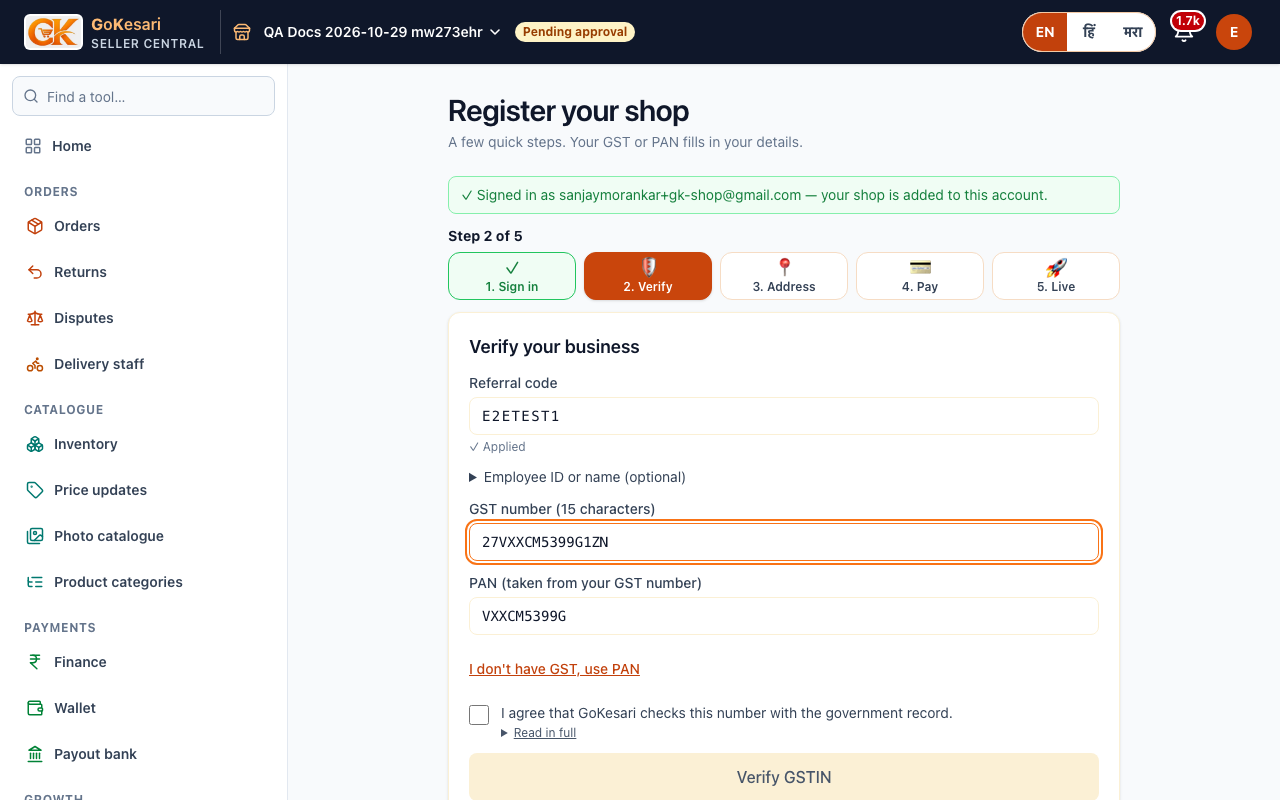 GK
GoKesari
SELLER CENTRAL
QA Docs 2026-10-29 mw273ehr
Pending approval
EN
हिं
मरा
1.7k
E
Find a tool...
Home
ORDERS
Orders
Returns
Disputes
Delivery staff
CATALOGUE
Inventory
Price updates
Photo catalogue
Product categories
PAYMENTS
Finance
Wallet
Payout bank
GROWTH
Register your shop
A few quick steps. Your GST or PAN fills in your details.
✓ Signed in as sanjaymorankar+gk-shop@gmail.com — your shop is added to this account.
Step 2 of 5
✓
1. Sign in
2. Verify
3. Address
4. Pay
5. Live
Verify your business
Referral code
E2ETEST1
✓ Applied
Employee ID or name (optional)
GST number (15 characters)
27VXXCM5399G1ZN
PAN (taken from your GST number)
VXXCM5399G
I don't have GST, use PAN
I agree that GoKesari checks this number with the government record.
Read in full
Verify GSTIN